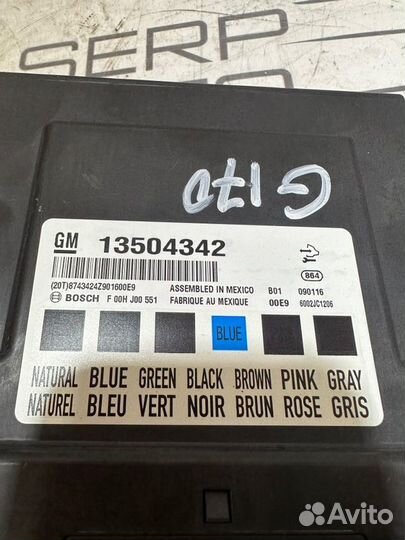 SERP
G17D
GM 13504342
864
(20T)8743424Z901600E9 ASSEMBLED IN MEXICO B01 090116
BOSCH F 00H J00 551 FABRIQUE AU MEXIQUE 00E9 6002JC1206
BLUE
NATURAL BLUE GREEN BLACK BROWN PINK GRAY
NATUREL BLEU VERT NOIR BRUN ROSE GRIS
Avito